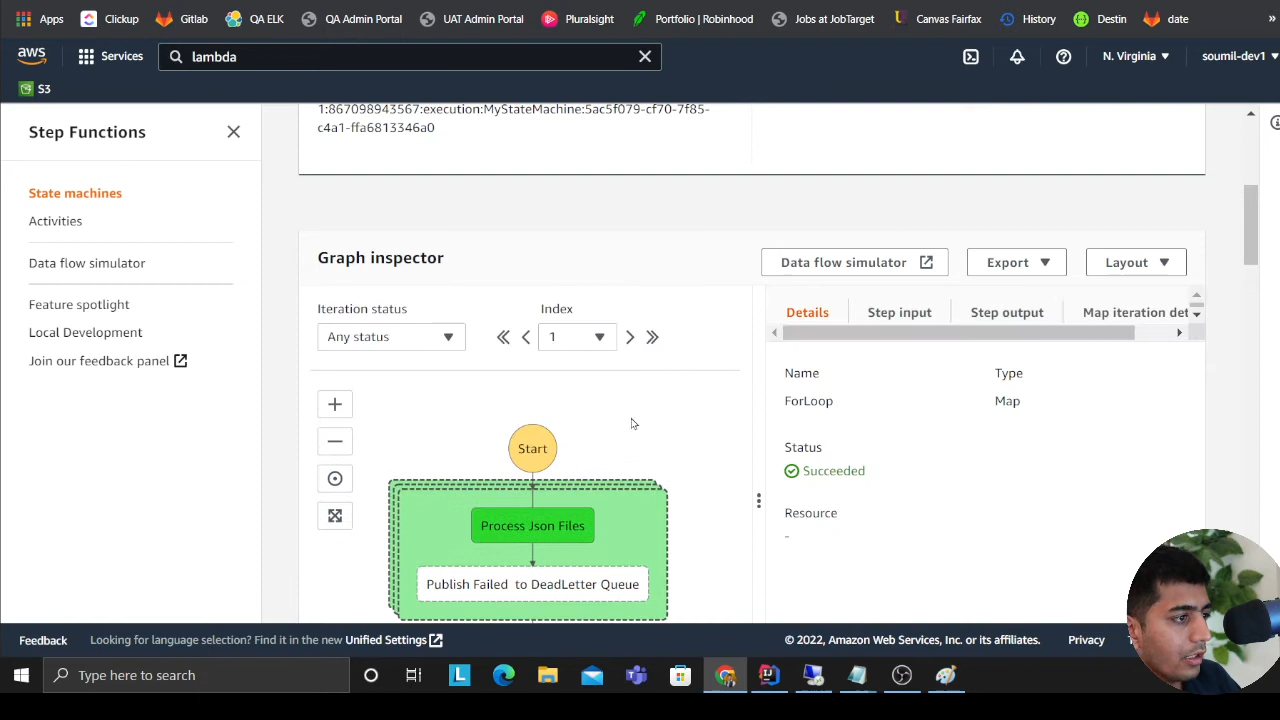 Apps Clickup Gitlab QA ELK QA Admin Portal UAT Admin Portal Pluralsight Portfolio | Robinhood Jobs at JobTarget Canvas Fairfax History Destin date »
aws Services lambda N. Virginia soumil-dev1
S3
Step Functions
State machines
Activities
Data flow simulator
Feature spotlight
Local Development
Join our feedback panel
1:867098943567:execution:MyStateMachine:5ac5f079-cf70-7f85-
c4a1-ffa6813346a0
Graph inspector
Data flow simulator Export Layout
Iteration status Index
Any status 1
Start
Process Json Files
Publish Failed to DeadLetter Queue
Details Step input Step output Map iteration det
Name Type
ForLoop Map
Status
Succeeded
Resource
-
Feedback Looking for language selection? Find it in the new Unified Settings © 2022, Amazon Web Services, Inc. or its affiliates. Privacy
Type here to search